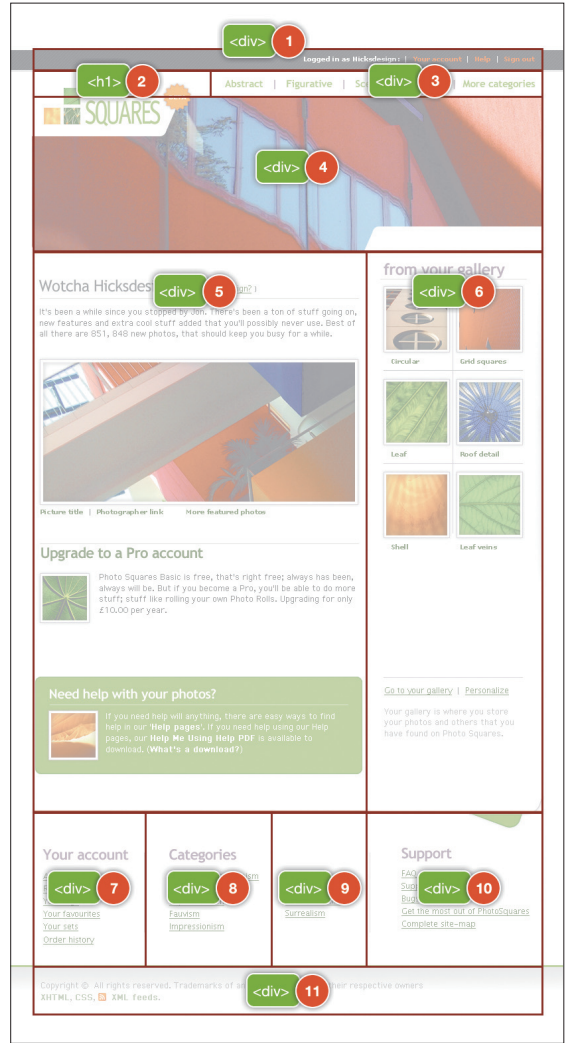 <div> 1
Logged in as Hicksdesign: | Your account | Help | Sign out
<h1> 2
Abstract | Figurative | <div> 3 | More categories
SQUARES
<div> 4
Wotcha <div> 5
It's been a while since you stopped by Jon. There's been a ton of stuff going on,
new features and extra cool stuff added that you'll possibly never use. Best of
all there are 851, 848 new photos, that should keep you busy for a while.
Picture title | Photographer link More featured photos
Upgrade to a Pro account
Photo Squares Basic is free, that's right free; always has been,
always will be. But if you become a Pro, you'll be able to do more
stuff; stuff like rolling your own Photo Rolls. Upgrading for only
£10.00 per year.
Need help with your photos?
If you need help will anything, there are easy ways to find
help in our 'Help pages'. If you need help using our Help
pages, our Help Me Using Help PDF is available to
download. (What's a download?)
from your gallery
<div> 6
Circular Grid squares
Leaf Roof detail
Shell Leaf veins
Go to your gallery | Personalize
Your gallery is where you store
your photos and others that you
have found on Photo Squares.
Your account
<div> 7
Your favourites
Your sets
Order history
Categories
<div> 8
Fauvism
Impressionism
<div> 9
Surrealism
Support
FAQ
<div> 10
Get the most out of PhotoSquares
Complete site-map
Copyright © All rights reserved, Trademarks of <div> 11 their respective owners
XHTML, CSS, XML feeds.